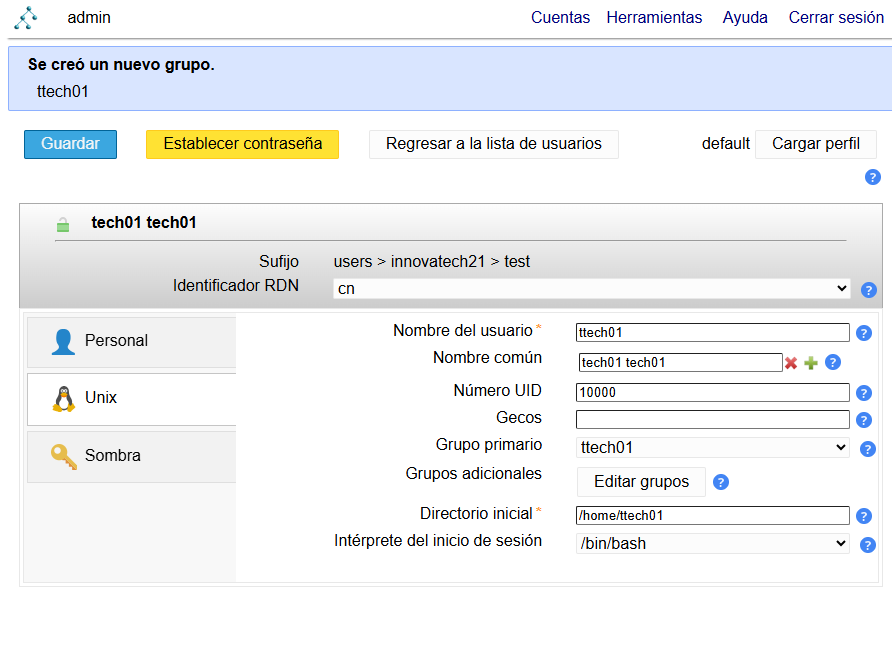 admin Cuentas Herramientas Ayuda Cerrar sesión
Se creó un nuevo grupo.
ttech01
Guardar Establecer contraseña Regresar a la lista de usuarios default Cargar perfil
?
tech01 tech01
Sufijo users > innovatech21 > test
Identificador RDN cn ?
Personal
Unix
Sombra
Nombre del usuario* ttech01 ?
Nombre común tech01 tech01 ?
Número UID 10000 ?
Gecos ?
Grupo primario ttech01 ?
Grupos adicionales Editar grupos ?
Directorio inicial* /home/ttech01 ?
Intérprete del inicio de sesión /bin/bash ?